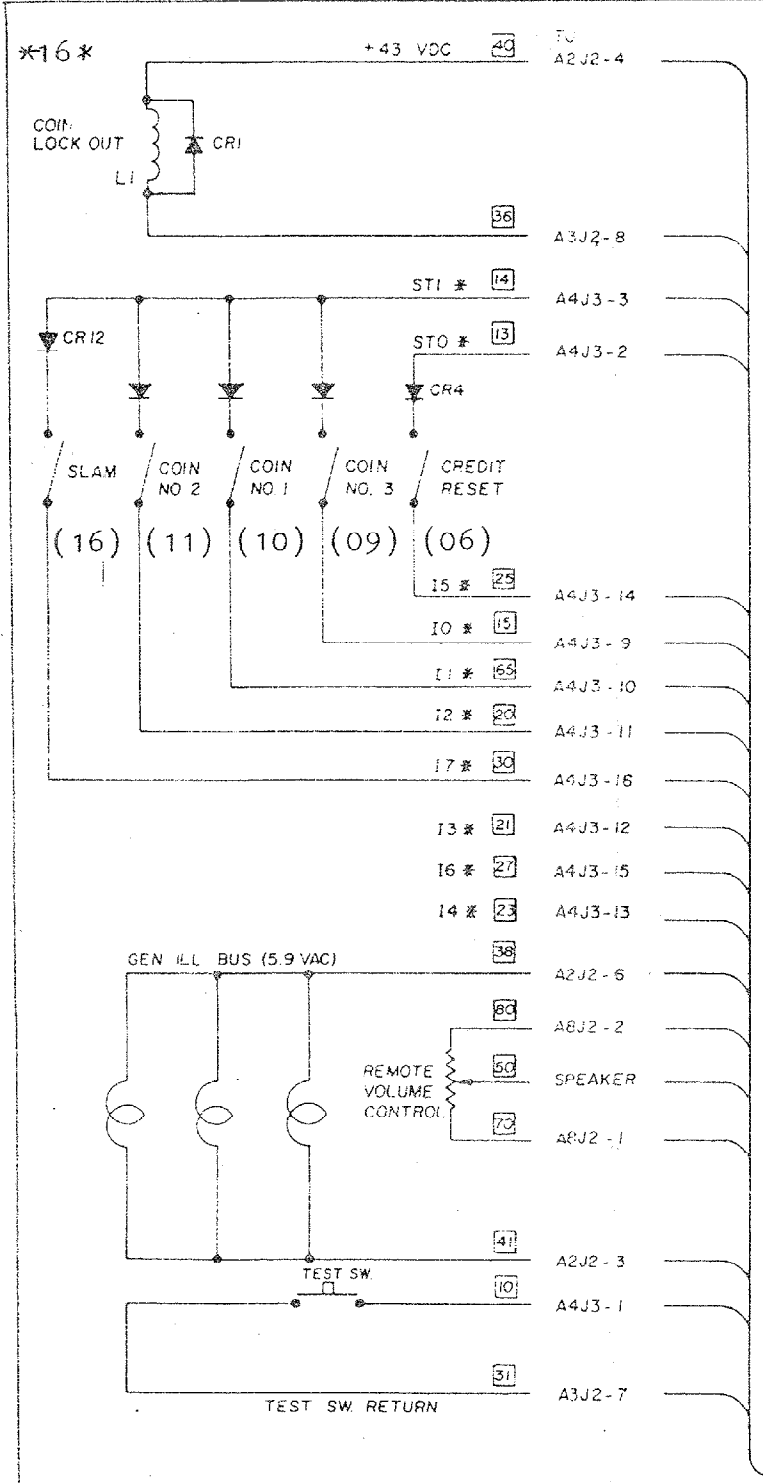 *16*
+43 VDC 40 TO
A2J2-4
COIN
LOCK OUT
CR1
L1
36 A3J2-8
ST1 * 14 A4J3-3
CR12
ST0 * 13 A4J3-2
CR4
SLAM
COIN
NO 2
COIN
NO. 1
COIN
NO. 3
CREDIT
RESET
(16) (11) (10) (09) (06)
I5 * 25 A4J3-14
I0 * 15 A4J3-9
I1 * 65 A4J3-10
I2 * 20 A4J3-11
I7 * 30 A4J3-16
I3 * 21 A4J3-12
I6 * 27 A4J3-15
I4 * 23 A4J3-13
GEN ILL BUS (5.9 VAC) 38 A2J2-6
80 A8J2-2
REMOTE
VOLUME
CONTROL
50 SPEAKER
70 A8J2-1
41 A2J2-3
TEST SW.
10 A4J3-1
31 A3J2-7
TEST SW. RETURN